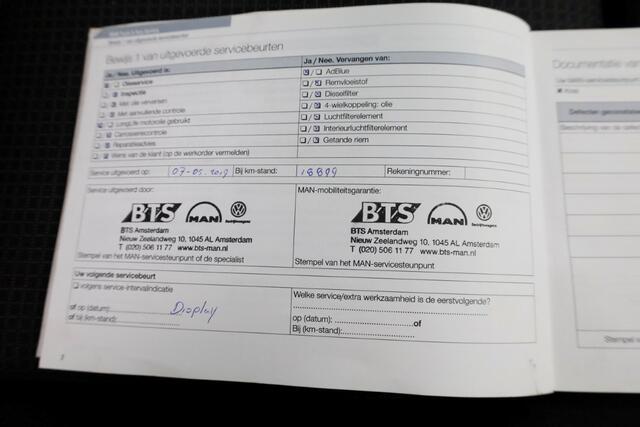 Bewijs 1 van uitgevoerde servicebeurten
Ja / Nee. Uitgevoerd is:
Olieservice
Inspectie
Met olie verversen
Met aanvullende controle
LongLife motorolie gebruikt
Carrosseriecontrole
Reparatieadvies
Wens van de klant (op de werkorder vermelden)
Ja / Nee. Vervangen van:
AdBlue
Remvloeistof
Dieselfilter
4-wielkoppeling: olie
Luchtfilterelement
Interieurluchtfilterelement
Getande riem
Service uitgevoerd op: 07-05-2019 Bij km-stand: 18899 Rekeningnummer:
Service uitgevoerd door:
BTS MAN
BTS Amsterdam
Nieuw Zeelandweg 10, 1045 AL Amsterdam
T (020) 506 11 77 www.bts-man.nl
Stempel van het MAN-servicesteunpunt of de specialist
MAN-mobiliteitsgarantie:
BTS MAN
BTS Amsterdam
Nieuw Zeelandweg 10, 1045 AL Amsterdam
T (020) 506 11 77 www.bts-man.nl
Stempel van het MAN-servicesteunpunt
Uw volgende servicebeurt
volgens service-intervalindicatie
of op (datum): Display
of bij (km-stand):
Welke service/extra werkzaamheid is de eerstvolgende?
op (datum): of
Bij (km-stand):
Documentatie van